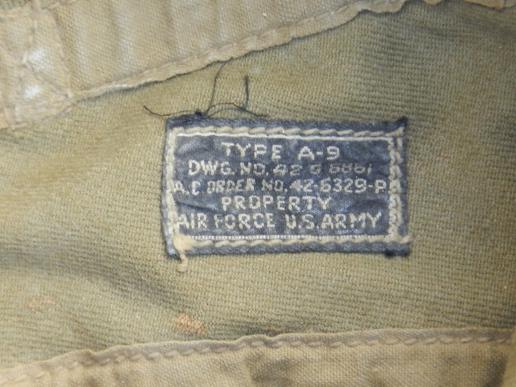 TYPE A-9
DWG. NO. 42 G 6861
A.C ORDER NO. 42-6329-P
PROPERTY
AIR FORCE U.S. ARMY